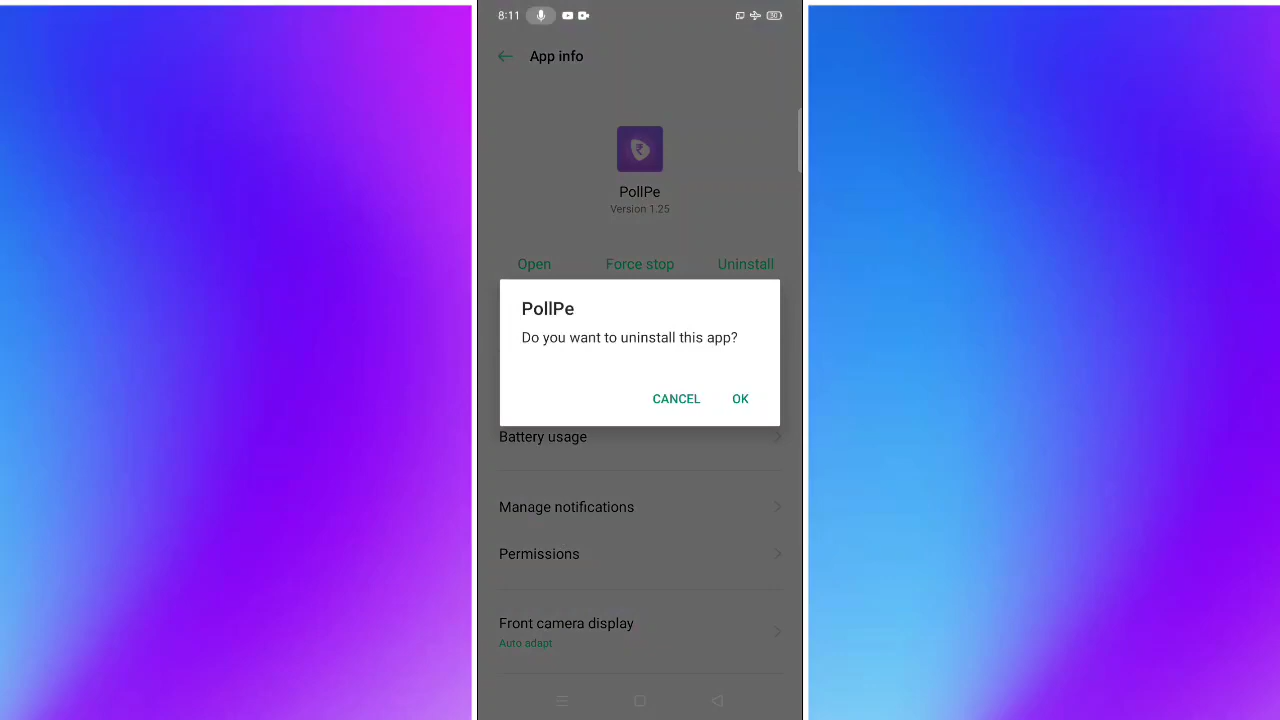 8:11
30
App info
₹
PollPe
Version 1.25
Open Force stop Uninstall
PollPe
Do you want to uninstall this app?
CANCEL OK
Battery usage
Manage notifications
Permissions
Front camera display
Auto adapt